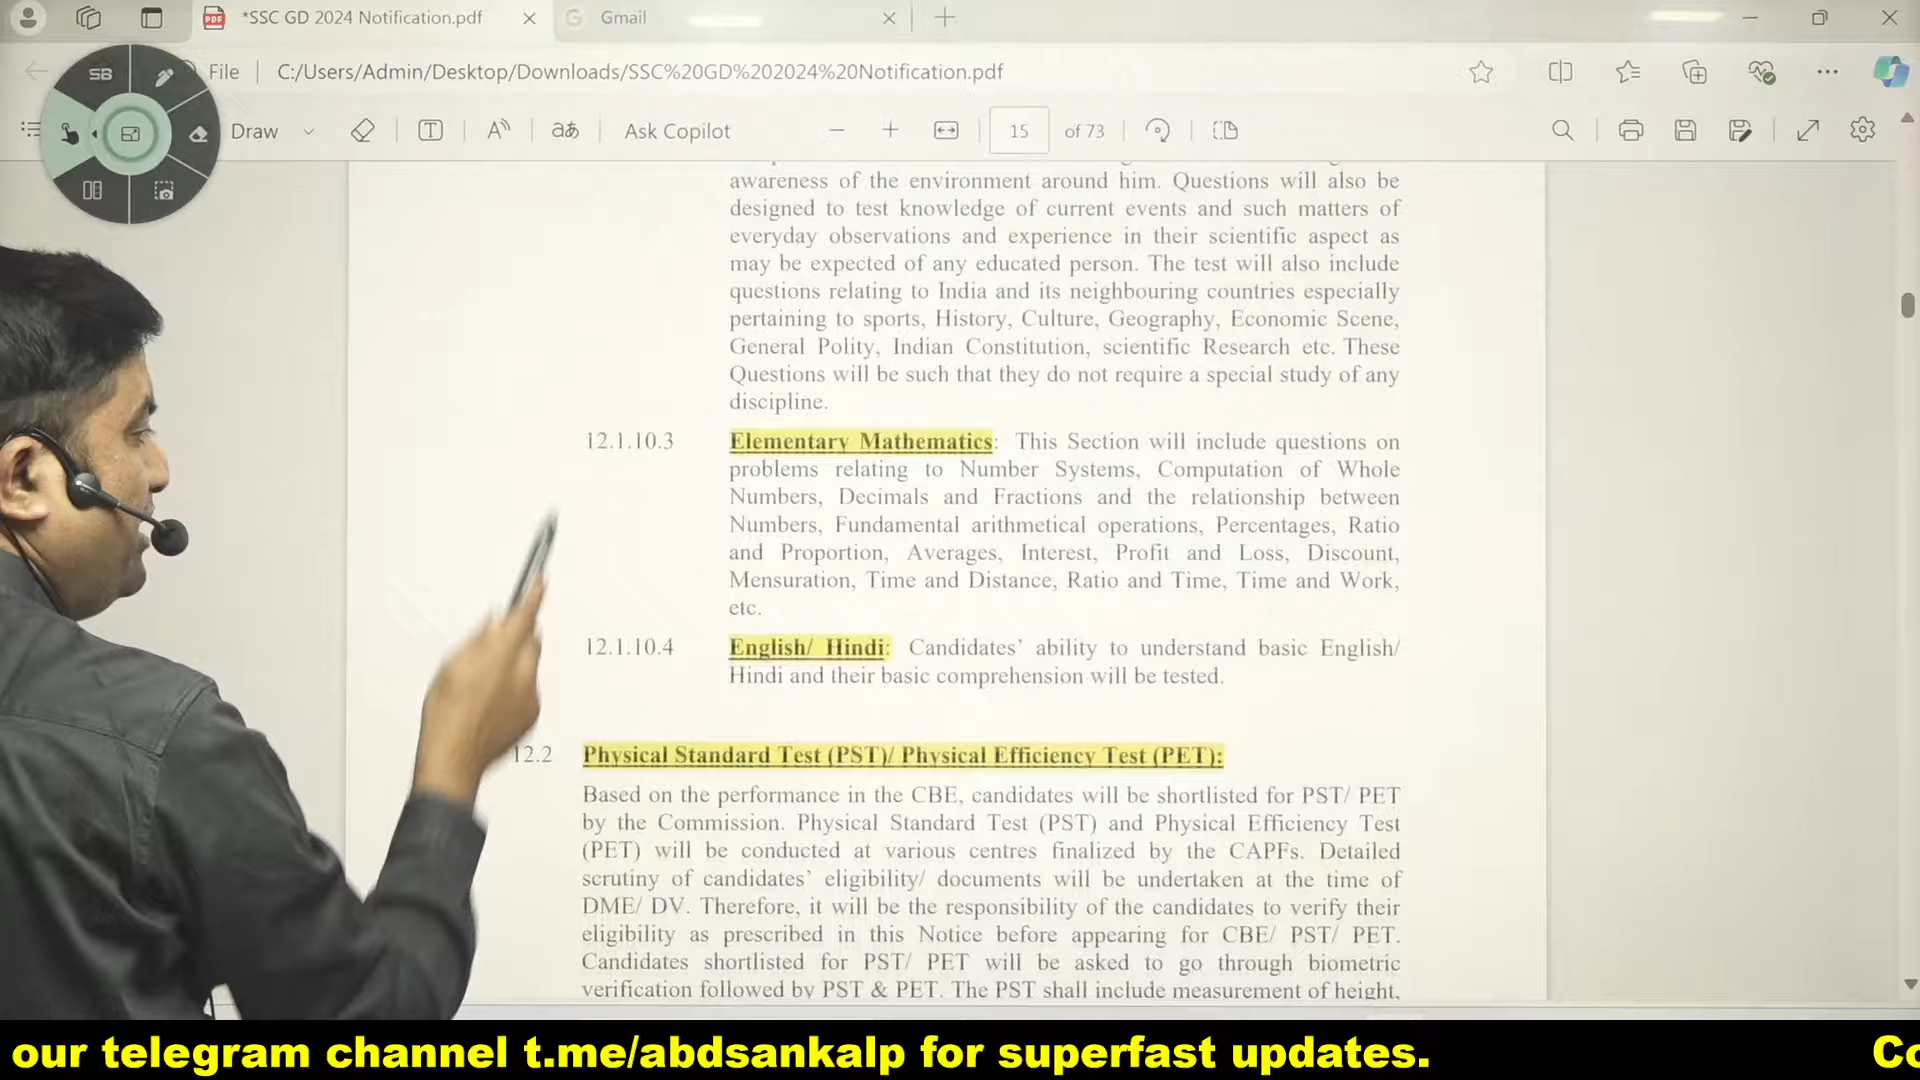 *SSC GD 2024 Notification.pdf
Gmail
SB
File
C:/Users/Admin/Desktop/Downloads/SSC%20GD%202024%20Notification.pdf
Draw
Ask Copilot
15 of 73
awareness of the environment around him. Questions will also be
designed to test knowledge of current events and such matters of
everyday observations and experience in their scientific aspect as
may be expected of any educated person. The test will also include
questions relating to India and its neighbouring countries especially
pertaining to sports, History, Culture, Geography, Economic Scene,
General Polity, Indian Constitution, scientific Research etc. These
Questions will be such that they do not require a special study of any
discipline.
12.1.10.3 Elementary Mathematics: This Section will include questions on
problems relating to Number Systems, Computation of Whole
Numbers, Decimals and Fractions and the relationship between
Numbers, Fundamental arithmetical operations, Percentages, Ratio
and Proportion, Averages, Interest, Profit and Loss, Discount,
Mensuration, Time and Distance, Ratio and Time, Time and Work,
etc.
12.1.10.4 English/ Hindi: Candidates' ability to understand basic English/
Hindi and their basic comprehension will be tested.
12.2 Physical Standard Test (PST)/ Physical Efficiency Test (PET):
Based on the performance in the CBE, candidates will be shortlisted for PST/ PET
by the Commission. Physical Standard Test (PST) and Physical Efficiency Test
(PET) will be conducted at various centres finalized by the CAPFs. Detailed
scrutiny of candidates' eligibility/ documents will be undertaken at the time of
DME/ DV. Therefore, it will be the responsibility of the candidates to verify their
eligibility as prescribed in this Notice before appearing for CBE/ PST/ PET.
Candidates shortlisted for PST/ PET will be asked to go through biometric
verification followed by PST & PET. The PST shall include measurement of height,
our telegram channel t.me/abdsankalp for superfast updates. Co